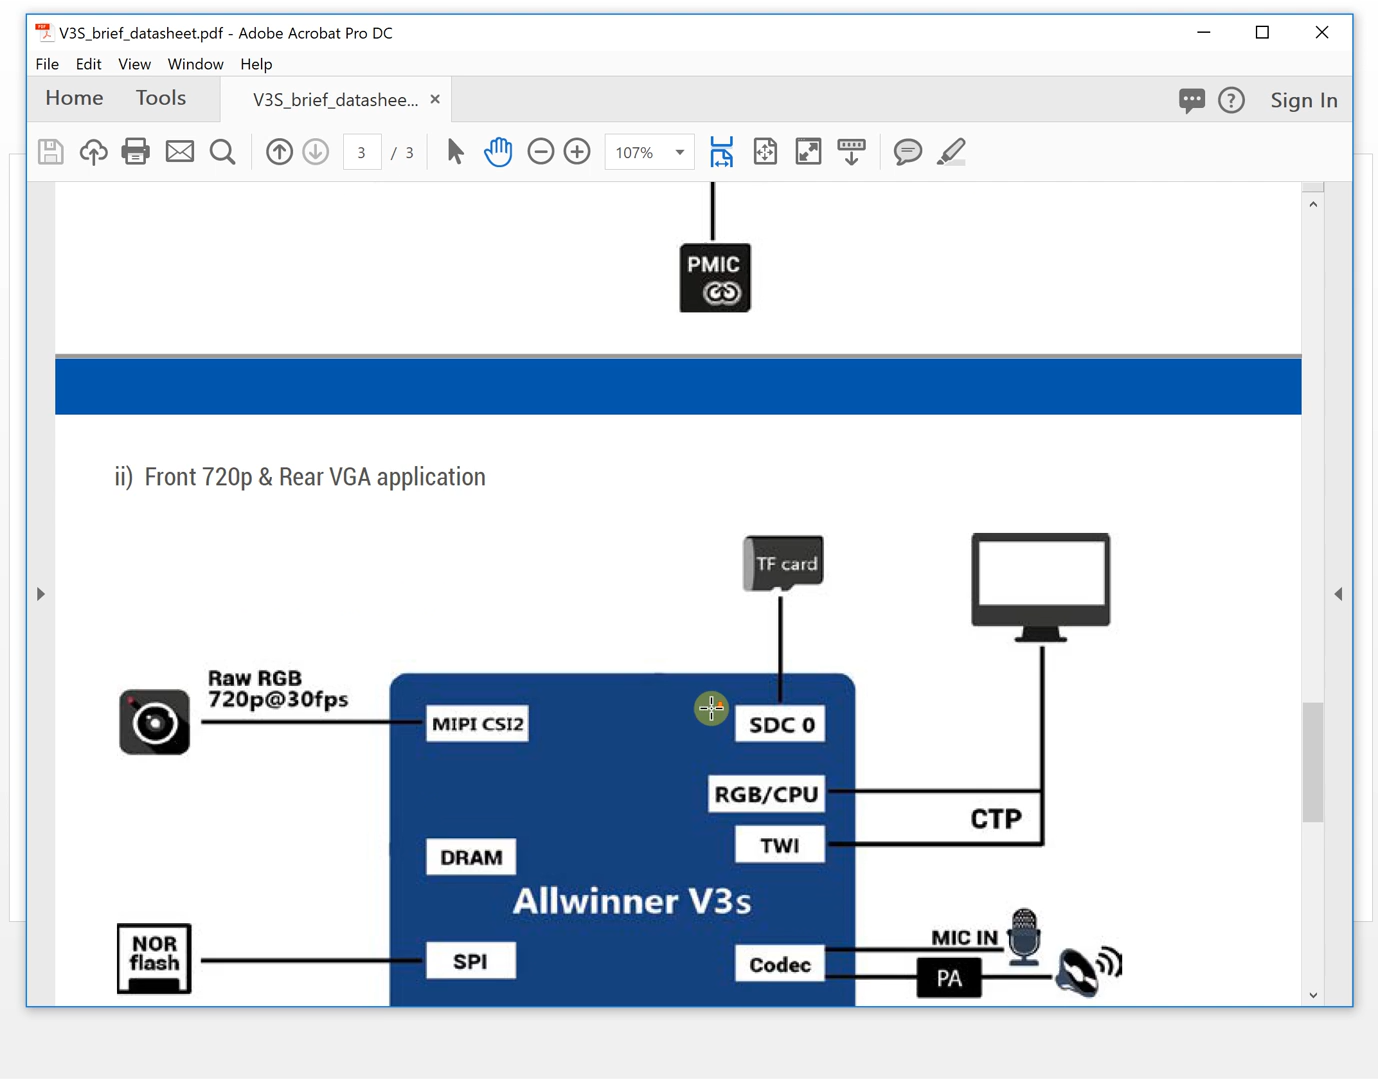 V3S_brief_datasheet.pdf - Adobe Acrobat Pro DC
File Edit View Window Help
Home Tools V3S_brief_datashee... × Sign In
3 / 3 107%
PMIC
ii) Front 720p & Rear VGA application
TF card
Raw RGB
720p@30fps
MIPI CSI2
SDC 0
RGB/CPU
CTP
TWI
DRAM
Allwinner V3s
NOR
flash
SPI
MIC IN
Codec
PA